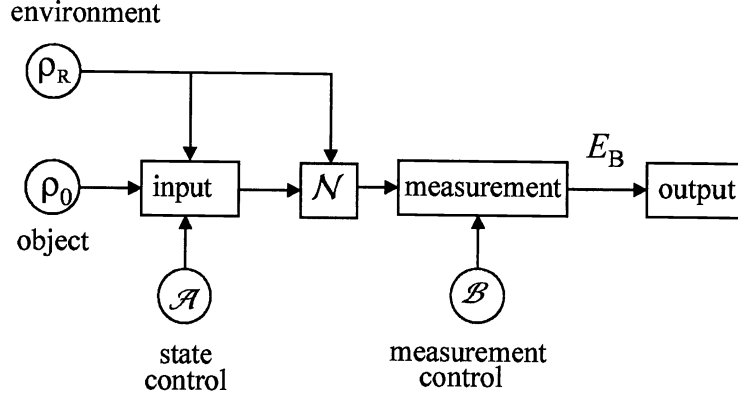 environment
ρR
ρ0
input
𝒩
measurement
EB
output
object
𝒜
ℬ
state
control
measurement
control